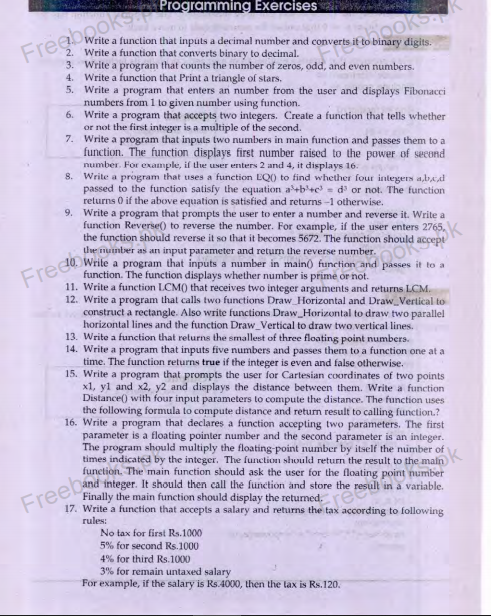 Programming Exercises
1. Write a function that inputs a decimal number and converts it to binary digits.
2. Write a function that converts binary to decimal.
3. Write a program that counts the number of zeros, odd, and even numbers.
4. Write a function that Print a triangle of stars.
5. Write a program that enters an number from the user and displays Fibonacci
numbers from 1 to given number using function.
6. Write a program that accepts two integers. Create a function that tells whether
or not the first integer is a multiple of the second.
7. Write a program that inputs two numbers in main function and passes them to a
function. The function displays first number raised to the power of second
number. For example, if the user enters 2 and 4, it displays 16.
8. Write a program that uses a function EQ() to find whether four integers a,b,c,d
passed to the function satisfy the equation a³+b³+c³ = d³ or not. The function
returns 0 if the above equation is satisfied and returns –1 otherwise.
9. Write a program that prompts the user to enter a number and reverse it. Write a
function Reverse() to reverse the number. For example, if the user enters 2765,
the function should reverse it so that it becomes 5672. The function should accept
the number as an input parameter and return the reverse number.
10. Write a program that inputs a number in main() function and passes it to a
function. The function displays whether number is prime or not.
11. Write a function LCM() that receives two integer arguments and returns LCM.
12. Write a program that calls two functions Draw_Horizontal and Draw_Vertical to
construct a rectangle. Also write functions Draw_Horizontal to draw two parallel
horizontal lines and the function Draw_Vertical to draw two vertical lines.
13. Write a function that returns the smallest of three floating point numbers.
14. Write a program that inputs five numbers and passes them to a function one at a
time. The function returns true if the integer is even and false otherwise.
15. Write a program that prompts the user for Cartesian coordinates of two points
x1, y1 and x2, y2 and displays the distance between them. Write a function
Distance() with four input parameters to compute the distance. The function uses
the following formula to compute distance and return result to calling function.?
16. Write a program that declares a function accepting two parameters. The first
parameter is a floating pointer number and the second parameter is an integer.
The program should multiply the floating-point number by itself the number of
times indicated by the integer. The function should return the result to the main
function. The main function should ask the user for the floating point number
and integer. It should then call the function and store the result in a variable.
Finally the main function should display the returned.
17. Write a function that accepts a salary and returns the tax according to following
rules:
No tax for first Rs.1000
5% for second Rs.1000
4% for third Rs.1000
3% for remain untaxed salary
For example, if the salary is Rs.4000, then the tax is Rs.120.